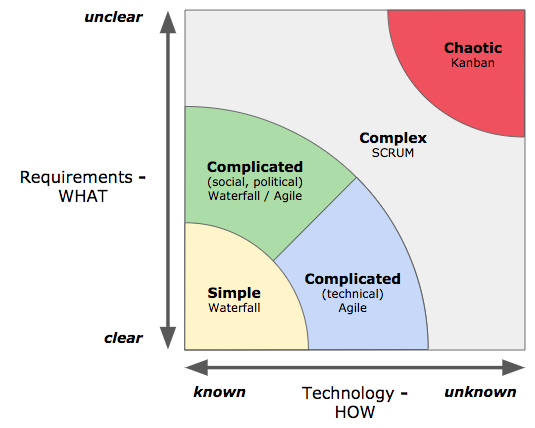 unclear
Chaotic
Kanban
Complex
SCRUM
Complicated
(social, political)
Waterfall / Agile
Requirements -
WHAT
Complicated
(technical)
Agile
Simple
Waterfall
clear
known
Technology -
HOW
unknown